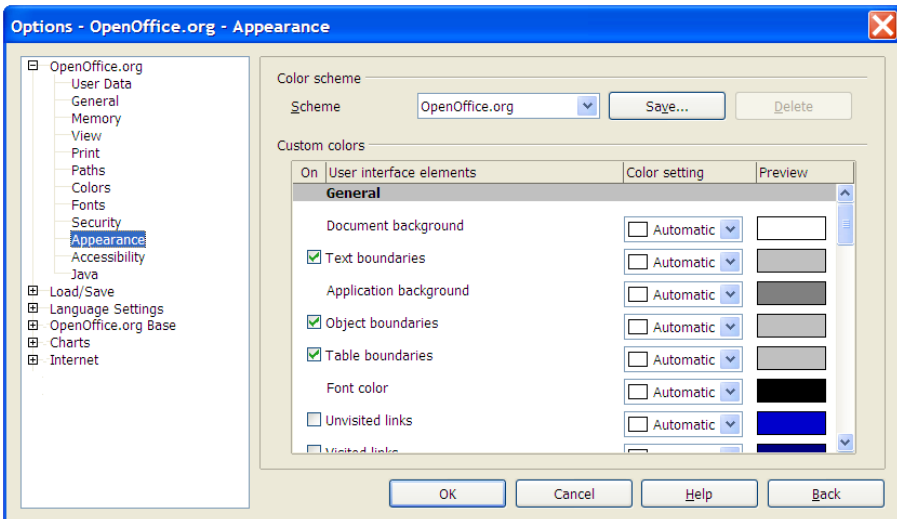 Options - OpenOffice.org - Appearance
OpenOffice.org
User Data
General
Memory
View
Print
Paths
Colors
Fonts
Security
Appearance
Accessibility
Java
Load/Save
Language Settings
OpenOffice.org Base
Charts
Internet
Color scheme
Scheme OpenOffice.org Save... Delete
Custom colors
On User interface elements Color setting Preview
General
Document background Automatic
Text boundaries Automatic
Application background Automatic
Object boundaries Automatic
Table boundaries Automatic
Font color Automatic
Unvisited links Automatic
Visited links
OK Cancel Help Back